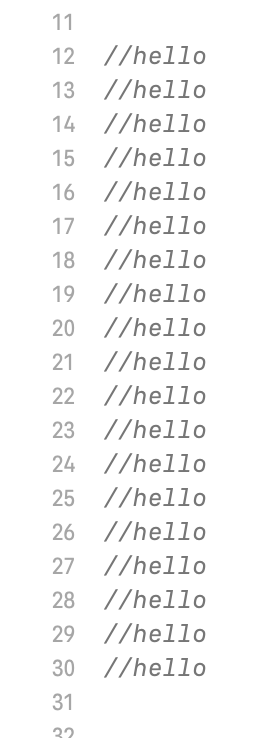 11
12 //hello
13 //hello
14 //hello
15 //hello
16 //hello
17 //hello
18 //hello
19 //hello
20 //hello
21 //hello
22 //hello
23 //hello
24 //hello
25 //hello
26 //hello
27 //hello
28 //hello
29 //hello
30 //hello
31
32